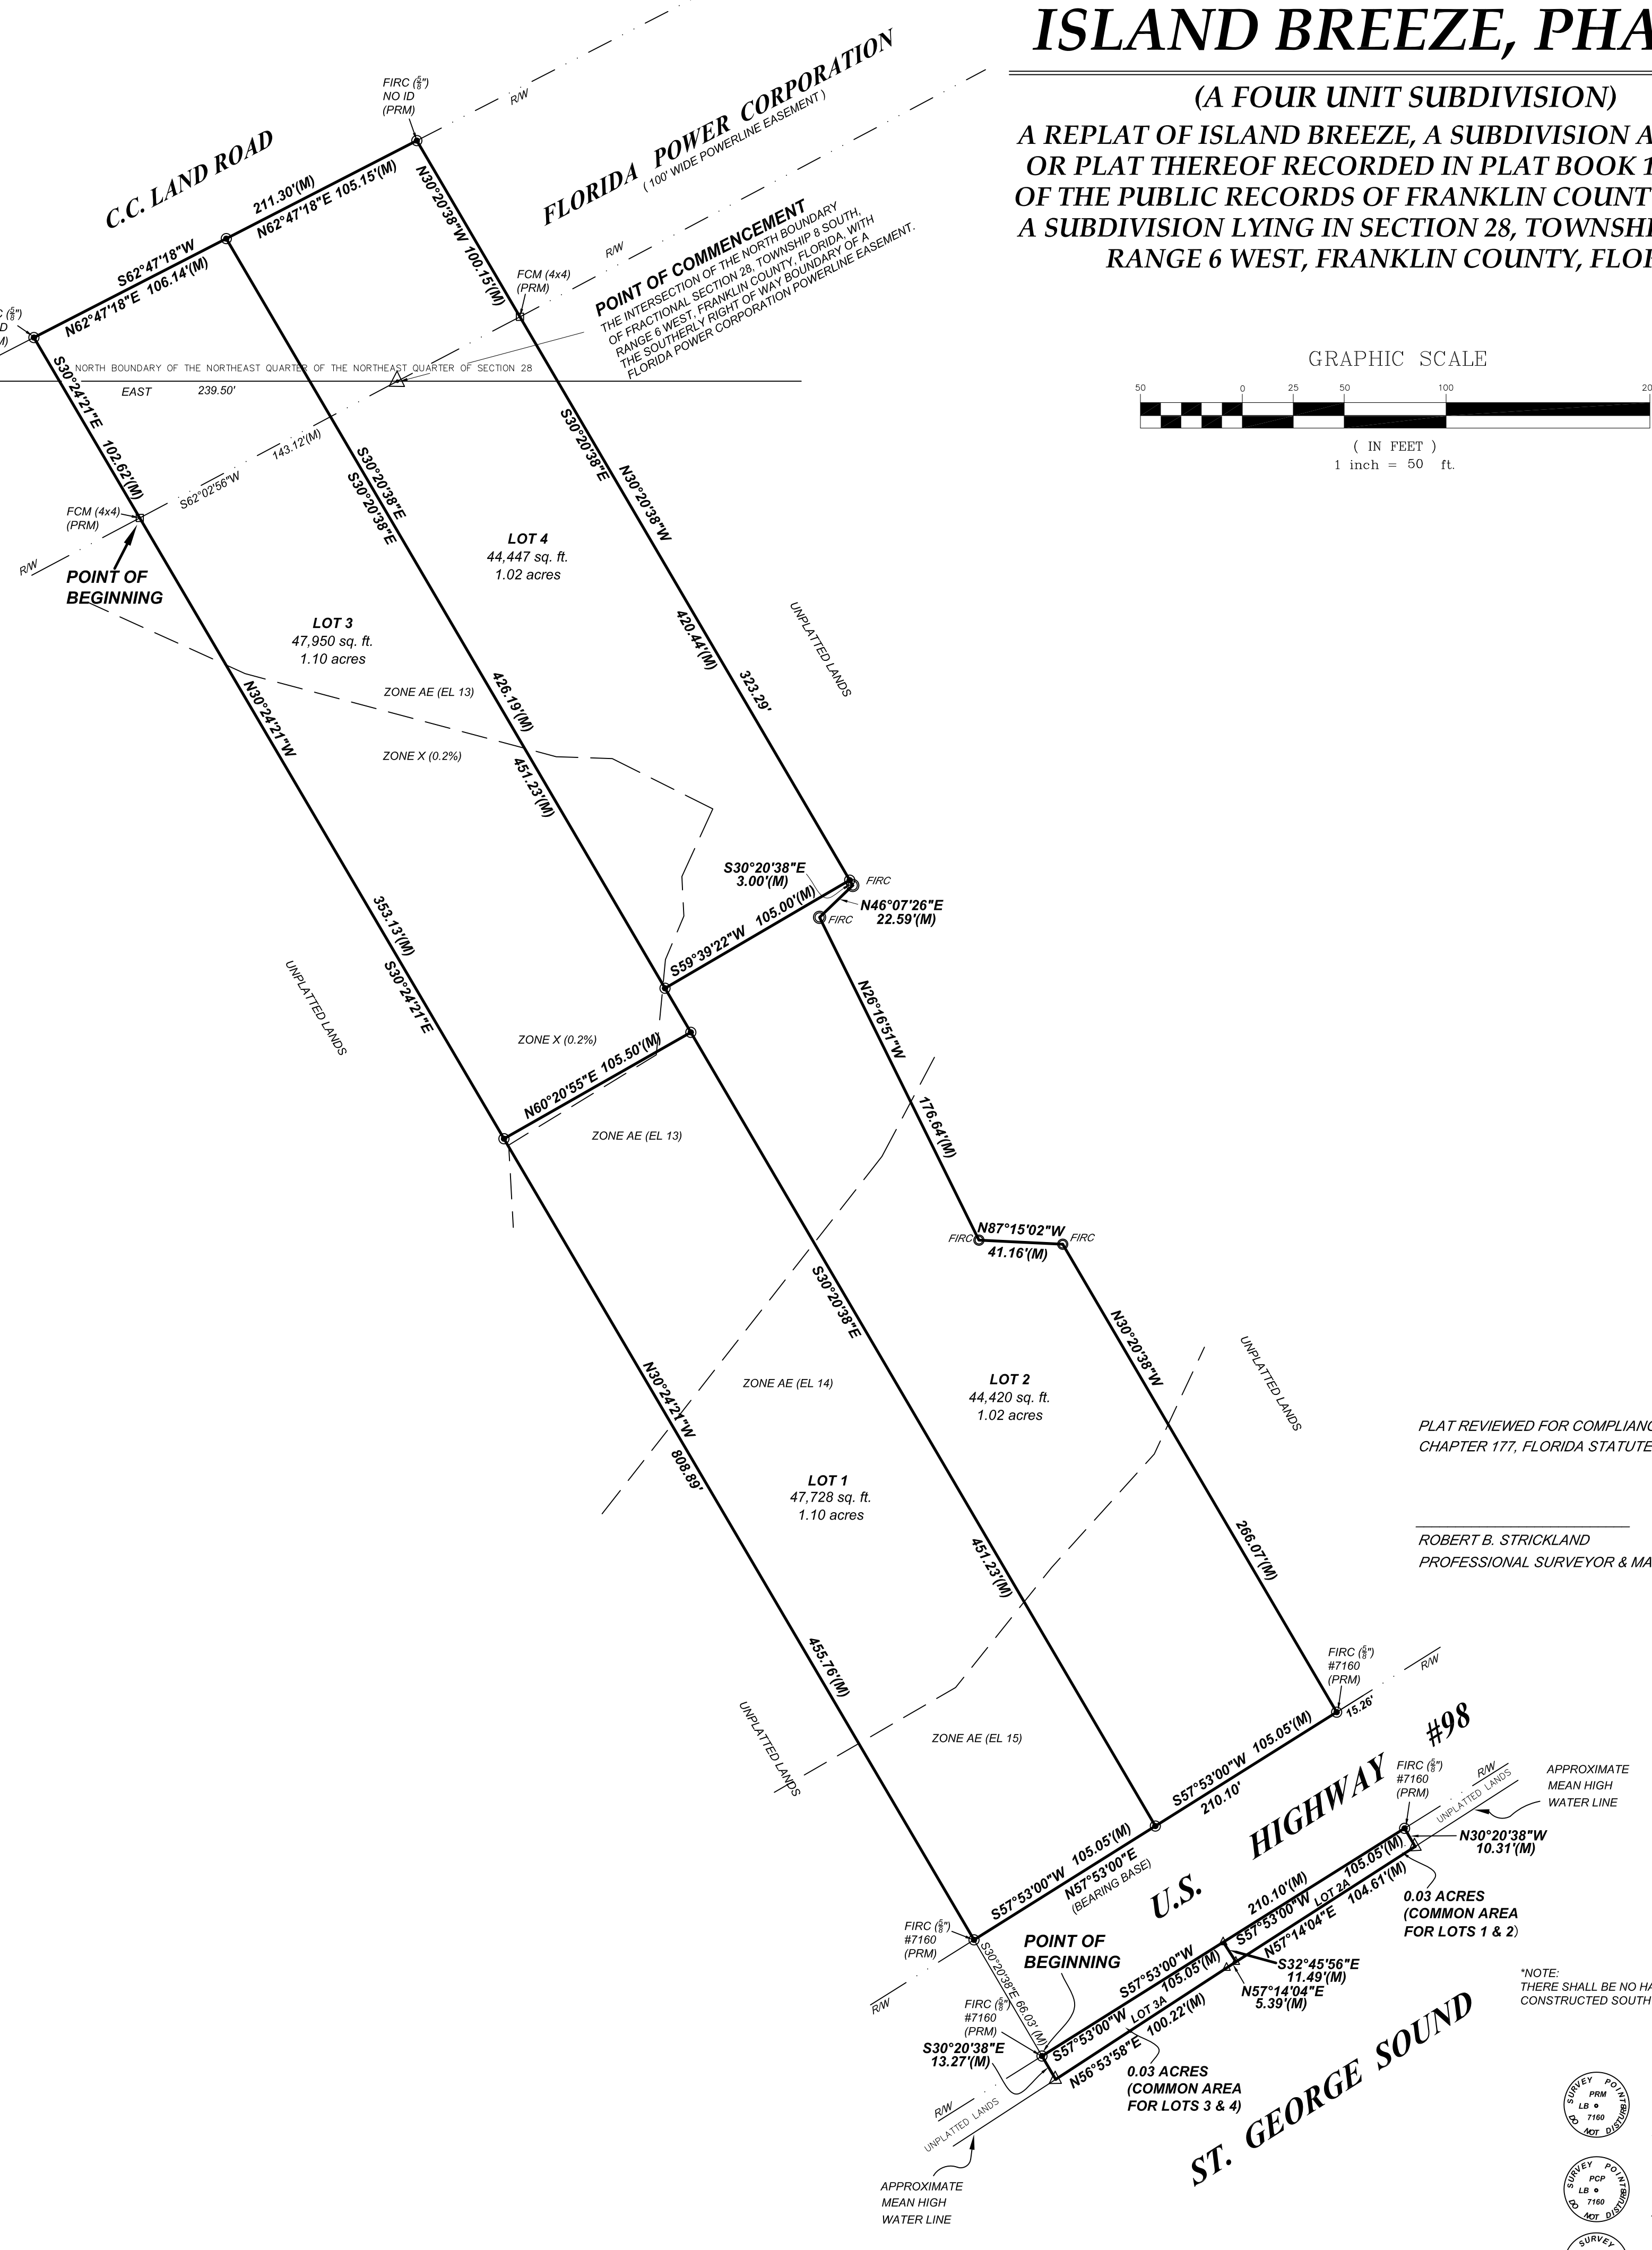 ISLAND BREEZE, PHA
(A FOUR UNIT SUBDIVISION)
A REPLAT OF ISLAND BREEZE, A SUBDIVISION A
OR PLAT THEREOF RECORDED IN PLAT BOOK 1
OF THE PUBLIC RECORDS OF FRANKLIN COUNT
A SUBDIVISION LYING IN SECTION 28, TOWNSHI
RANGE 6 WEST, FRANKLIN COUNTY, FLO
GRAPHIC SCALE
50 0 25 50 100 20
( IN FEET )
1 inch = 50 ft.
C.C. LAND ROAD
FIRC (5/8")
NO ID
(PRM)
R/W
FLORIDA POWER CORPORATION
( 100' WIDE POWERLINE EASEMENT )
R/W
211.30'(M)
N62°47'18"E 105.15'(M)
S62°47'18"W
N62°47'18"E 106.14'(M)
N30°20'38"W 100.15'(M)
FCM (4x4)
(PRM)
POINT OF COMMENCEMENT
THE INTERSECTION OF THE NORTH BOUNDARY
OF FRACTIONAL SECTION 28, TOWNSHIP 8 SOUTH,
RANGE 6 WEST, FRANKLIN COUNTY, FLORIDA, WITH
THE SOUTHERLY RIGHT OF WAY BOUNDARY OF A
FLORIDA POWER CORPORATION POWERLINE EASEMENT.
NORTH BOUNDARY OF THE NORTHEAST QUARTER OF THE NORTHEAST QUARTER OF SECTION 28
EAST 239.50'
S30°24'21"E 102.62'(M)
S62°02'56"W 143.12'(M)
FCM (4x4)
(PRM)
R/W
POINT OF
BEGINNING
S30°20'38"E
S30°20'38"E
S30°20'38"E
N30°20'38"W
LOT 4
44,447 sq. ft.
1.02 acres
LOT 3
47,950 sq. ft.
1.10 acres
420.44'(M)
323.29'
UNPLATTED LANDS
ZONE AE (EL 13)
ZONE X (0.2%)
N30°24'21"W
426.19'(M)
451.23'(M)
353.13'(M)
S30°24'21"E
UNPLATTED LANDS
S30°20'38"E
3.00'(M)
FIRC
S59°39'22"W 105.00'(M)
N46°07'26"E
22.59'(M)
FIRC
N26°16'51"W
176.64'(M)
ZONE X (0.2%)
N60°20'55"E 105.50'(M)
ZONE AE (EL 13)
FIRC
N87°15'02"W
41.16'(M)
FIRC
S30°20'38"E
N30°20'38"W
N30°24'21"W
808.89'
ZONE AE (EL 14)
LOT 2
44,420 sq. ft.
1.02 acres
UNPLATTED LANDS
LOT 1
47,728 sq. ft.
1.10 acres
451.23'(M)
266.07'(M)
PLAT REVIEWED FOR COMPLIANC
CHAPTER 177, FLORIDA STATUTE
ROBERT B. STRICKLAND
PROFESSIONAL SURVEYOR & MA
455.76'(M)
UNPLATTED LANDS
ZONE AE (EL 15)
FIRC (5/8")
#7160
(PRM)
R/W
15.26'
S57°53'00"W 105.05'(M)
210.10'
S57°53'00"W 105.05'(M)
N57°53'00"E
(BEARING BASE)
U.S. HIGHWAY #98
FIRC (5/8")
#7160
(PRM)
R/W
UNPLATTED LANDS
APPROXIMATE
MEAN HIGH
WATER LINE
N30°20'38"W
10.31'(M)
FIRC (5/8")
#7160
(PRM)
R/W
S30°20'38"E 66.03' (M)
POINT OF
BEGINNING
210.10'(M)
S57°53'00"W
S57°53'00"W 105.05'(M)
LOT 2A
N57°14'04"E 104.61'(M)
0.03 ACRES
(COMMON AREA
FOR LOTS 1 & 2)
S32°45'56"E
11.49'(M)
N57°14'04"E
5.39'(M)
FIRC (5/8")
#7160
(PRM)
S30°20'38"E
13.27'(M)
S57°53'00"W 105.05'(M)
LOT 3A
N56°53'58"E 100.22'(M)
0.03 ACRES
(COMMON AREA
FOR LOTS 3 & 4)
R/W
UNPLATTED LANDS
APPROXIMATE
MEAN HIGH
WATER LINE
ST. GEORGE SOUND
*NOTE:
THERE SHALL BE NO HA
CONSTRUCTED SOUTH
SURVEY POINT
PRM
LB
7160
DO NOT DISTURB
SURVEY POINT
PCP
LB
7160
DO NOT DISTURB
SURVEY